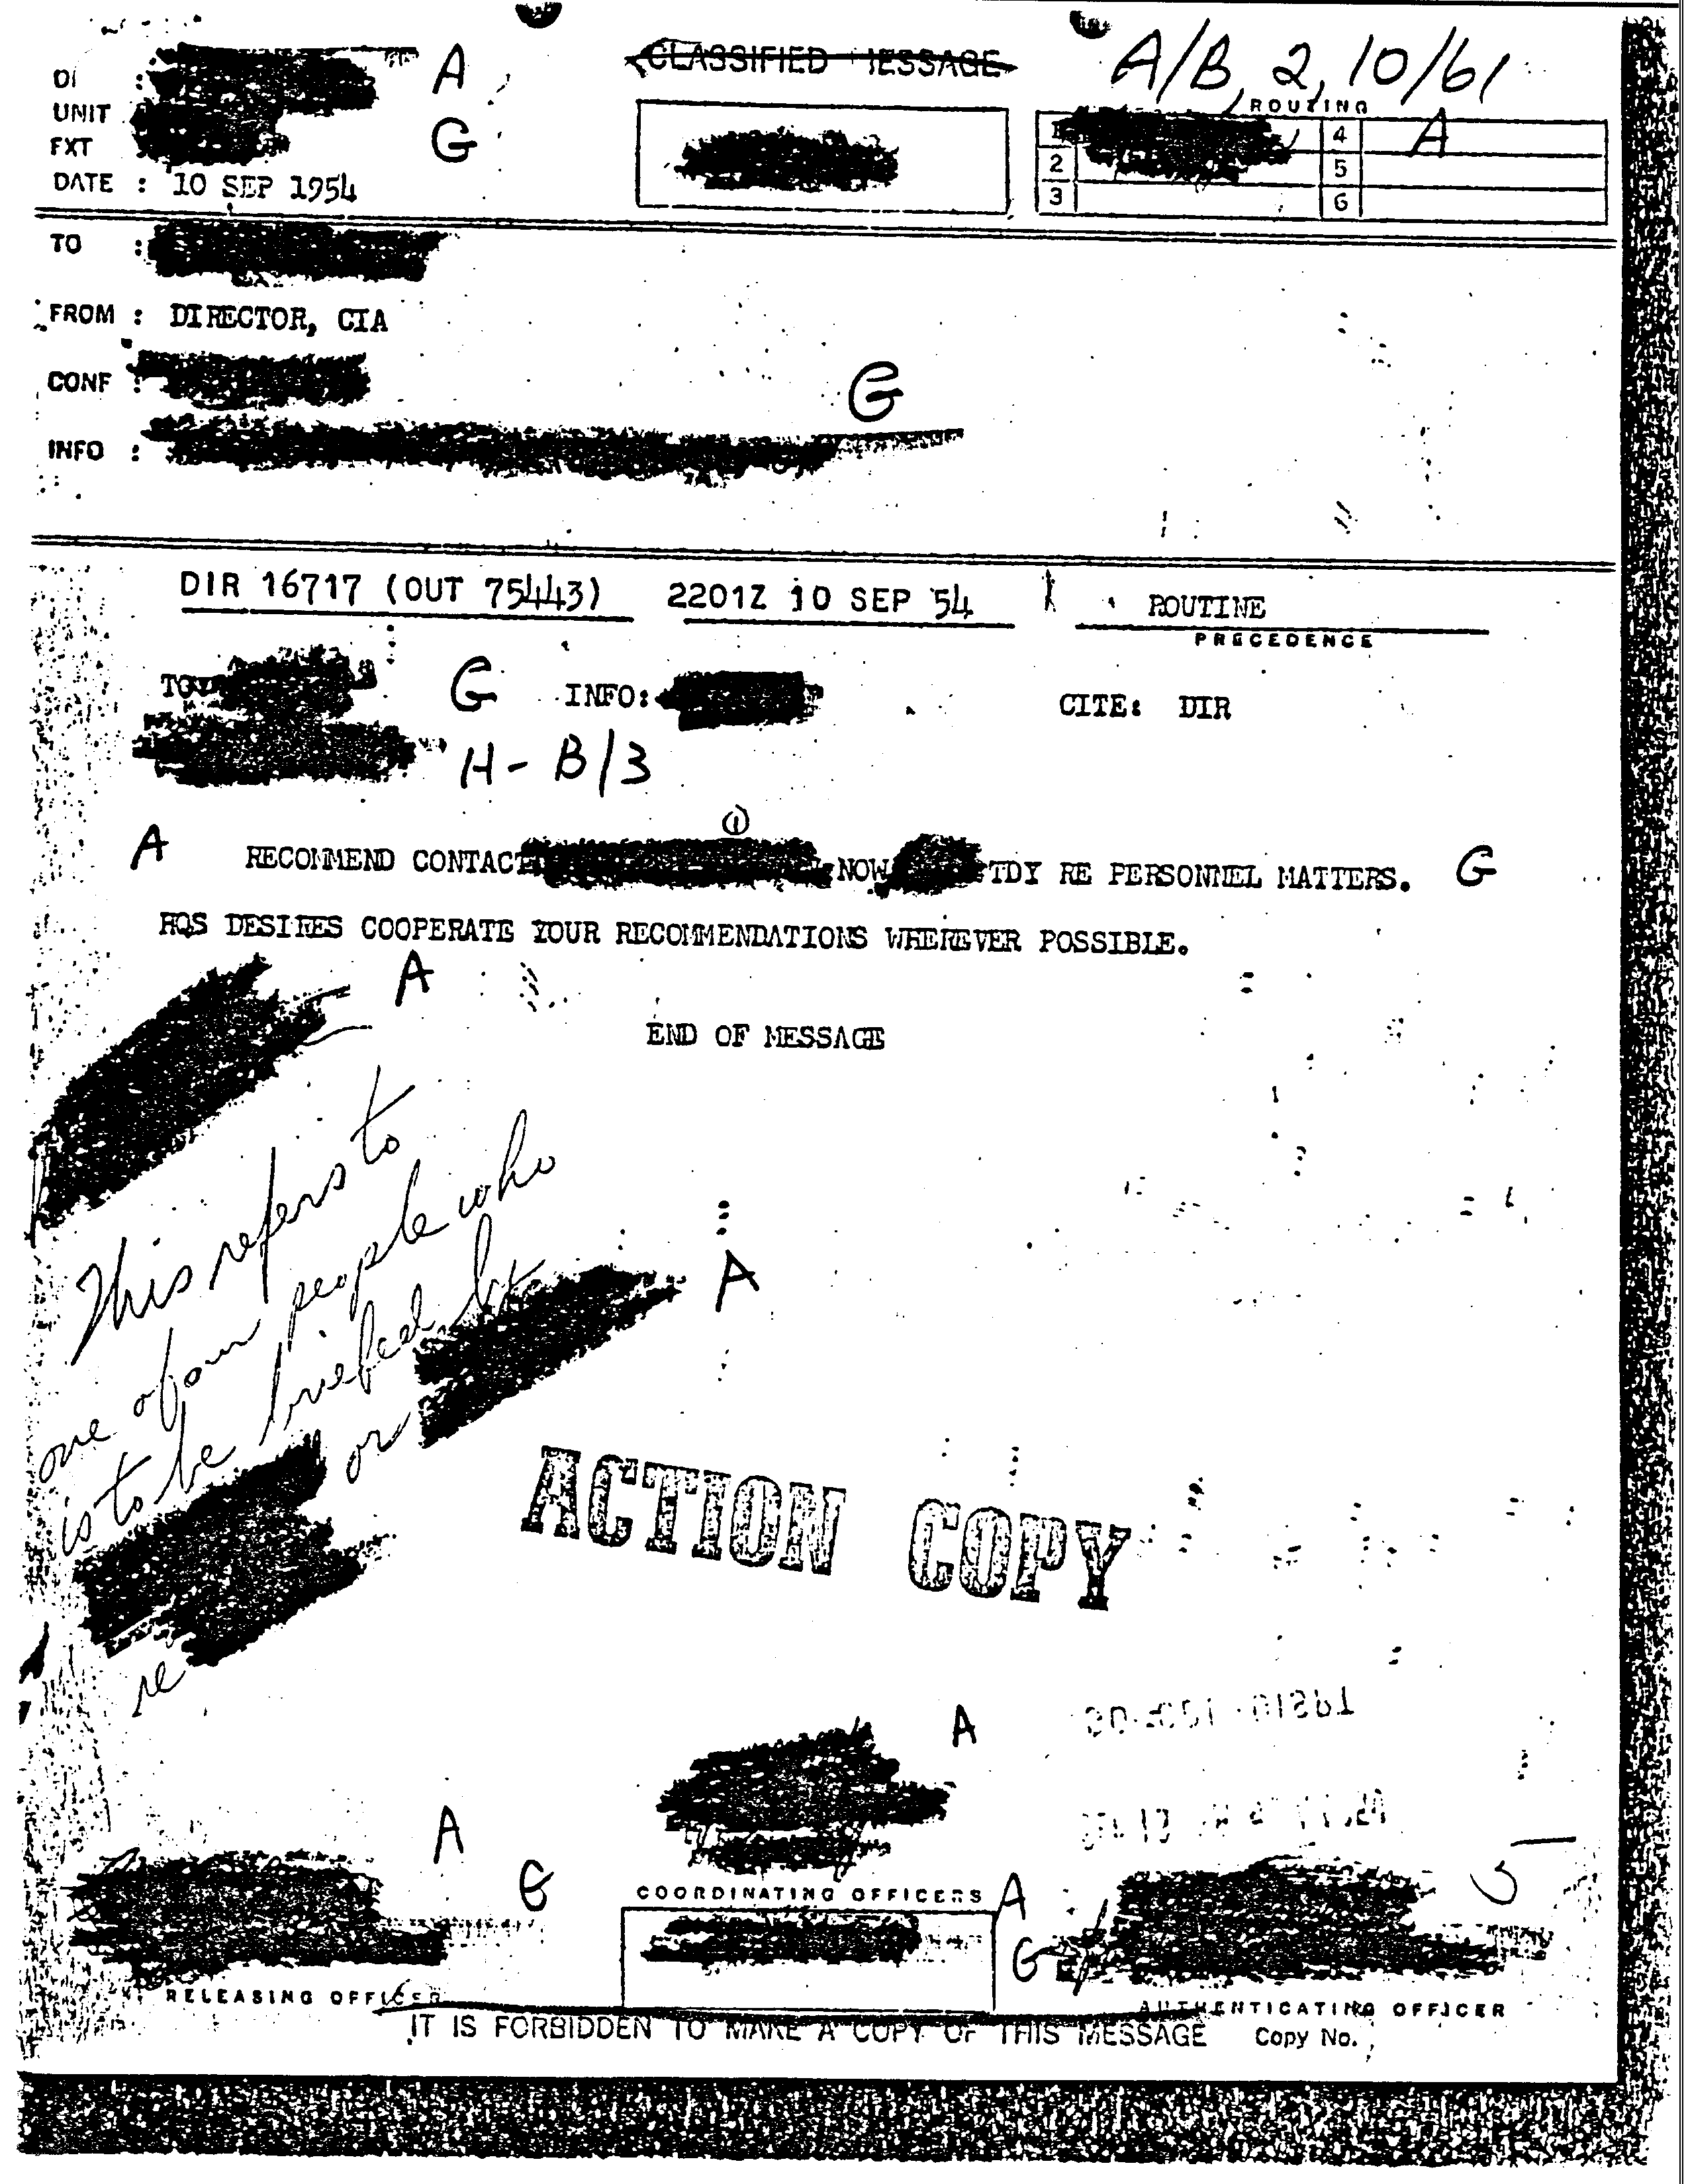 A/B, 2, 10/61
CLASSIFIED MESSAGE
A
UNIT
G
EXT
DATE : 10 SEP 1954
ROUTING
1
4
A
2
5
3
6
TO :
FROM : DIRECTOR, CIA
CONF :
G
INFO :
DIR 16717 (OUT 75443) 2201Z 10 SEP 54 ROUTINE
PRECEDENCE
TO G INFO: CITE: DIR
H- B/3
1
A RECOMMEND CONTACT NOW TDY RE PERSONNEL MATTERS. G
HQS DESIRES COOPERATE YOUR RECOMMENDATIONS WHEREVER POSSIBLE.
A
END OF MESSAGE
This refers to
one of our people who
is to be briefed by
A
or
re
ACTION COPY
A
A
G
COORDINATING OFFICERS
A
G
RELEASING OFFICER
AUTHENTICATING OFFICER
IT IS FORBIDDEN TO MAKE A COPY OF THIS MESSAGE Copy No.